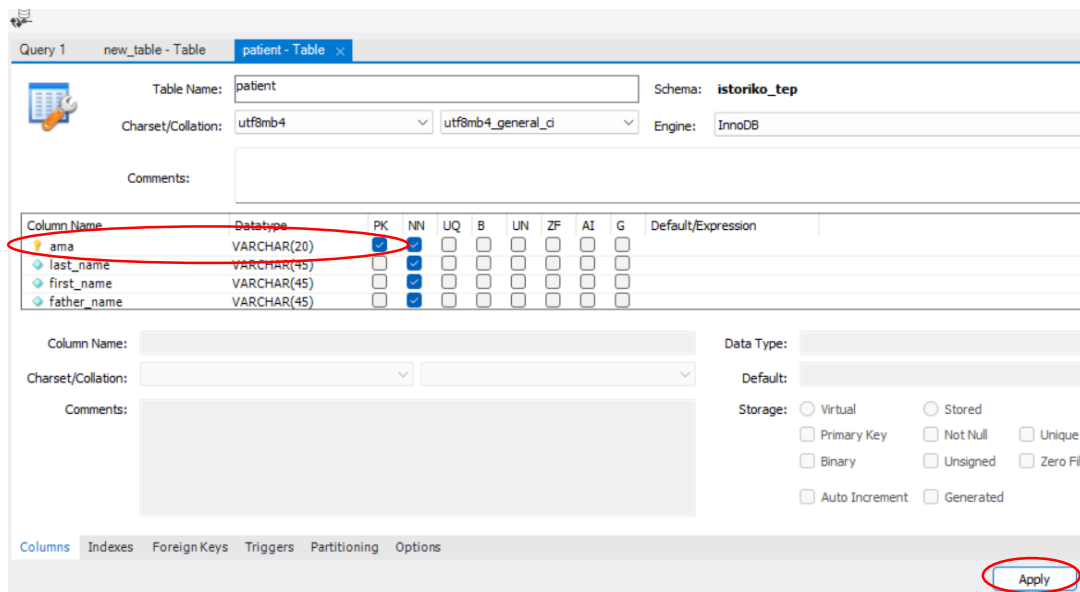 Query 1 new_table - Table patient - Table ×
Table Name: patient Schema: istoriko_tep
Charset/Collation: utf8mb4 utf8mb4_general_ci Engine: InnoDB
Comments:
Column Name Datatype PK NN UQ B UN ZF AI G Default/Expression
ama VARCHAR(20)
last_name VARCHAR(45)
first_name VARCHAR(45)
father_name VARCHAR(45)
Column Name: Data Type:
Charset/Collation: Default:
Comments: Storage: Virtual Stored
Primary Key Not Null Unique
Binary Unsigned Zero Fil
Auto Increment Generated
Columns Indexes Foreign Keys Triggers Partitioning Options
Apply